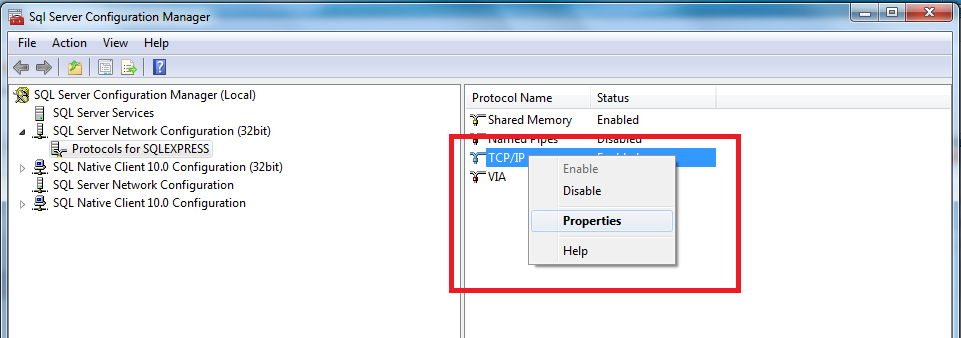 Sql Server Configuration Manager
File Action View Help
SQL Server Configuration Manager (Local)
SQL Server Services
SQL Server Network Configuration (32bit)
Protocols for SQLEXPRESS
SQL Native Client 10.0 Configuration (32bit)
SQL Server Network Configuration
SQL Native Client 10.0 Configuration
Protocol Name Status
Shared Memory Enabled
Named Pipes Disabled
TCP/IP Enabled
VIA
Enable
Disable
Properties
Help